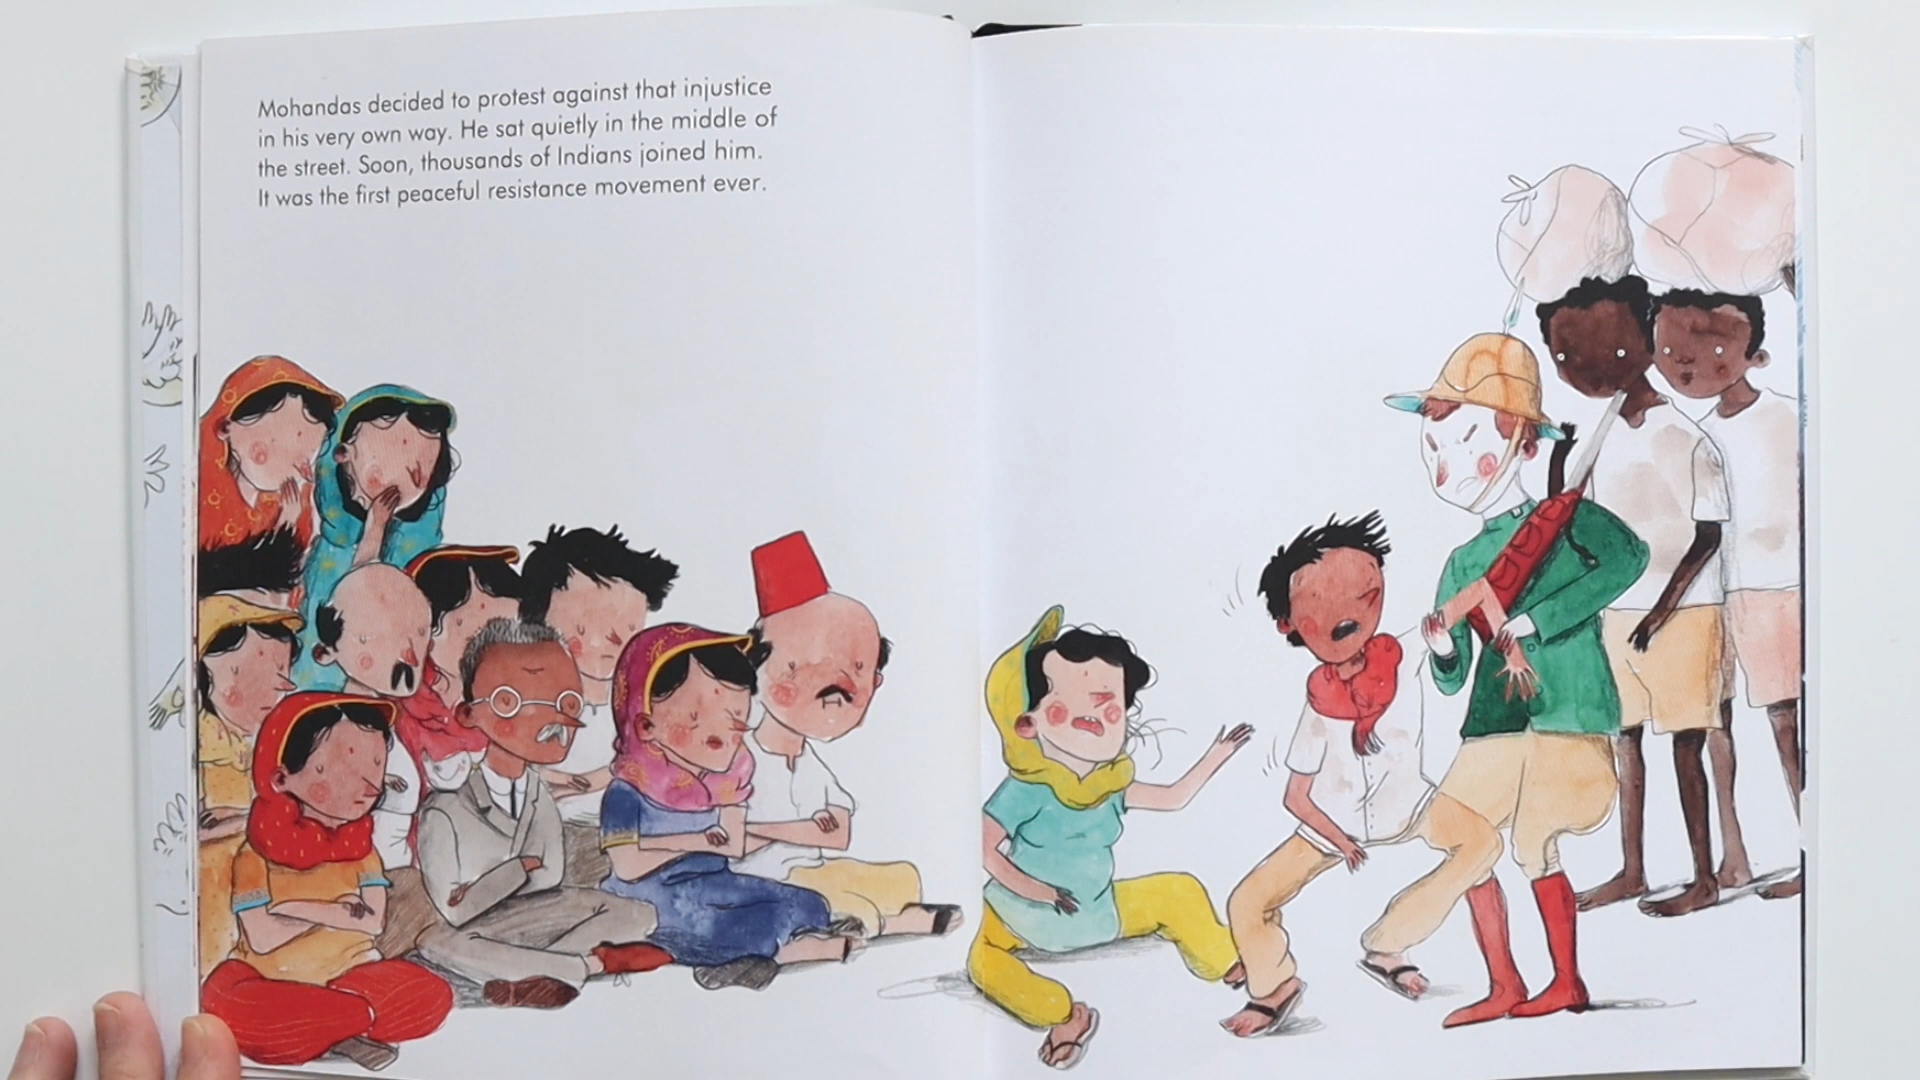 Mohandas decided to protest against that injustice
in his very own way. He sat quietly in the middle of
the street. Soon, thousands of Indians joined him.
It was the first peaceful resistance movement ever.